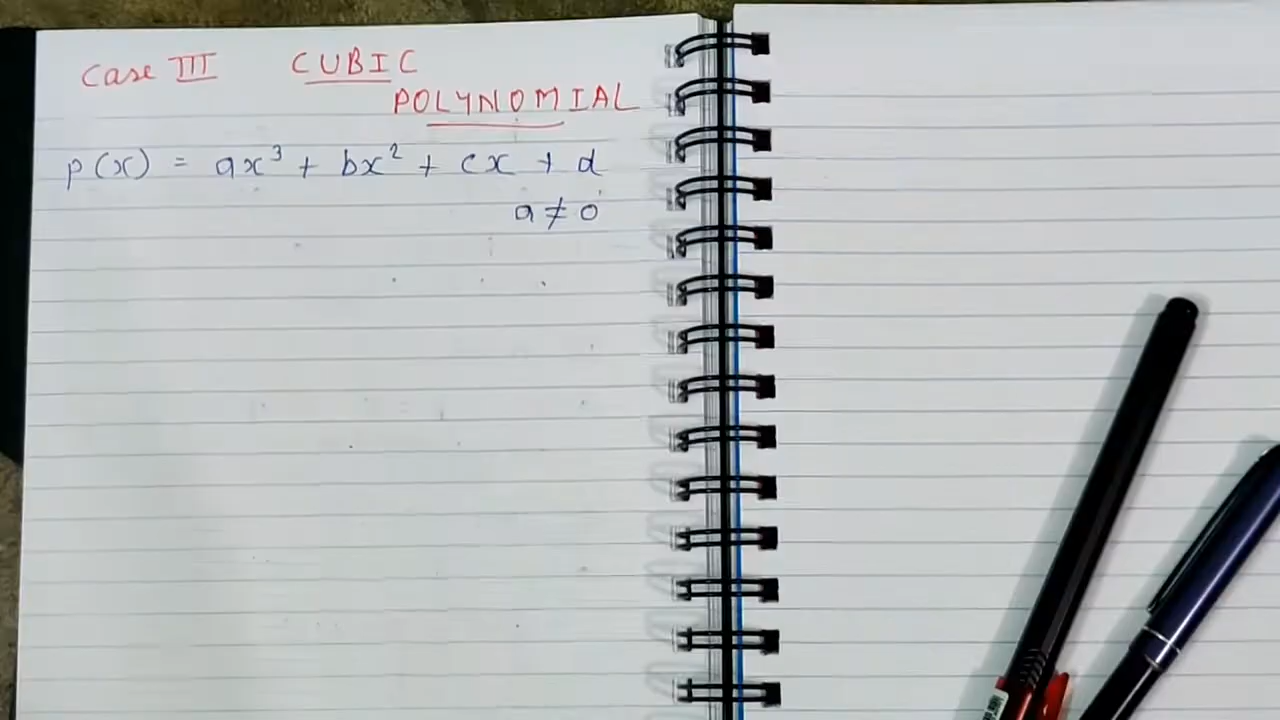 Case III CUBIC
POLYNOMIAL
p(x) = ax³ + bx² + cx + d
a ≠ 0